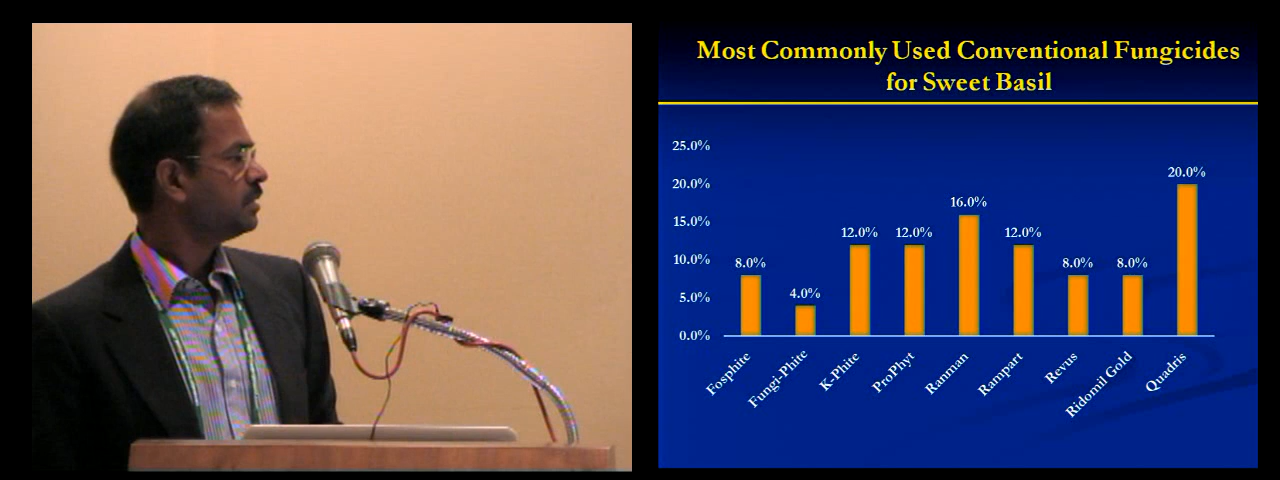 Most Commonly Used Conventional Fungicides
for Sweet Basil
25.0%
20.0%
15.0%
10.0%
5.0%
0.0%
8.0%
4.0%
12.0%
12.0%
16.0%
12.0%
8.0%
8.0%
20.0%
Fosphite
Fungi-Phite
K-Phite
ProPhyt
Ranman
Rampart
Revus
Ridomil Gold
Quadris